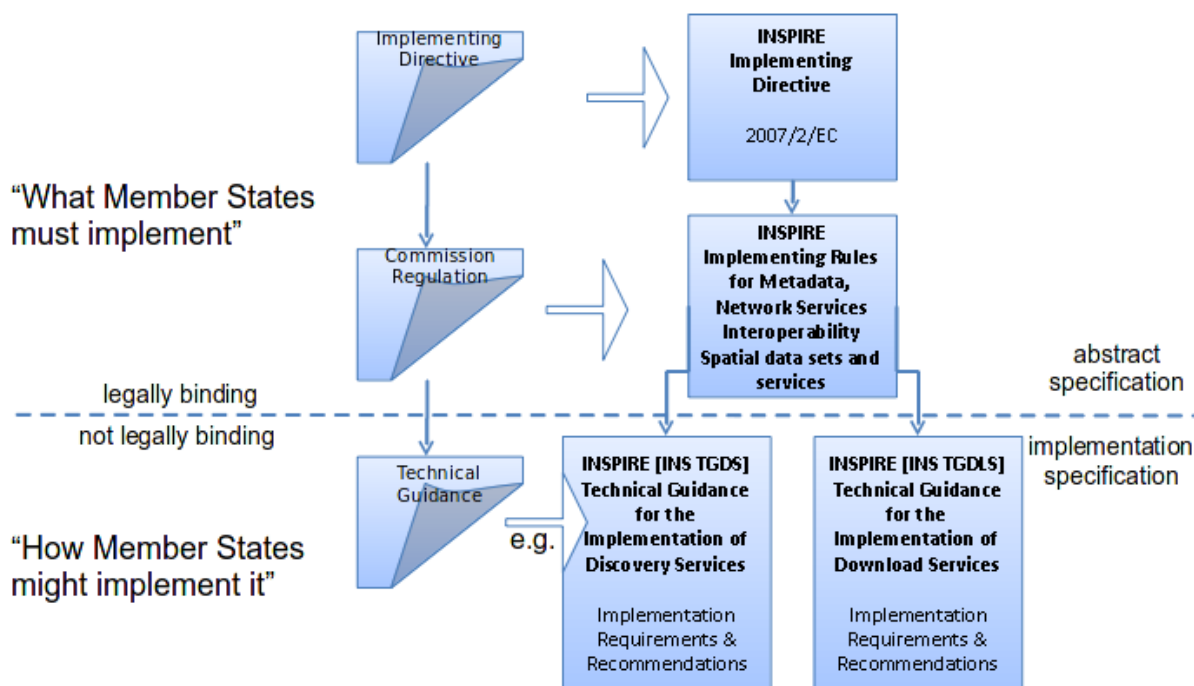 Implementing
Directive
INSPIRE
Implementing
Directive
2007/2/EC
“What Member States
must implement”
Commission
Regulation
INSPIRE
Implementing Rules
for Metadata,
Network Services
Interoperability
Spatial data sets and
services
abstract
specification
legally binding
not legally binding
implementation
specification
Technical
Guidance
e.g.
INSPIRE [INS TGDS]
Technical Guidance
for the
Implementation of
Discovery Services
Implementation
Requirements &
Recommendations
INSPIRE [INS TGDLS]
Technical Guidance
for the
Implementation of
Download Services
Implementation
Requirements &
Recommendations
“How Member States
might implement it”